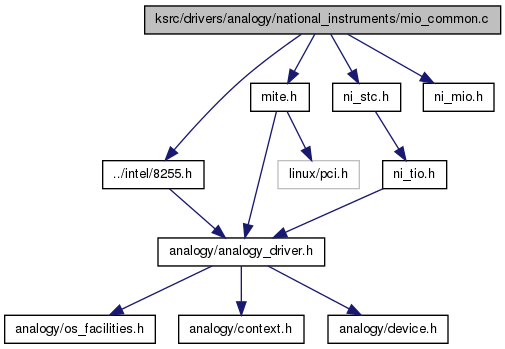 ksrc/drivers/analogy/national_instruments/mio_common.c
mite.h
ni_stc.h
ni_mio.h
../intel/8255.h
linux/pci.h
ni_tio.h
analogy/analogy_driver.h
analogy/os_facilities.h
analogy/context.h
analogy/device.h